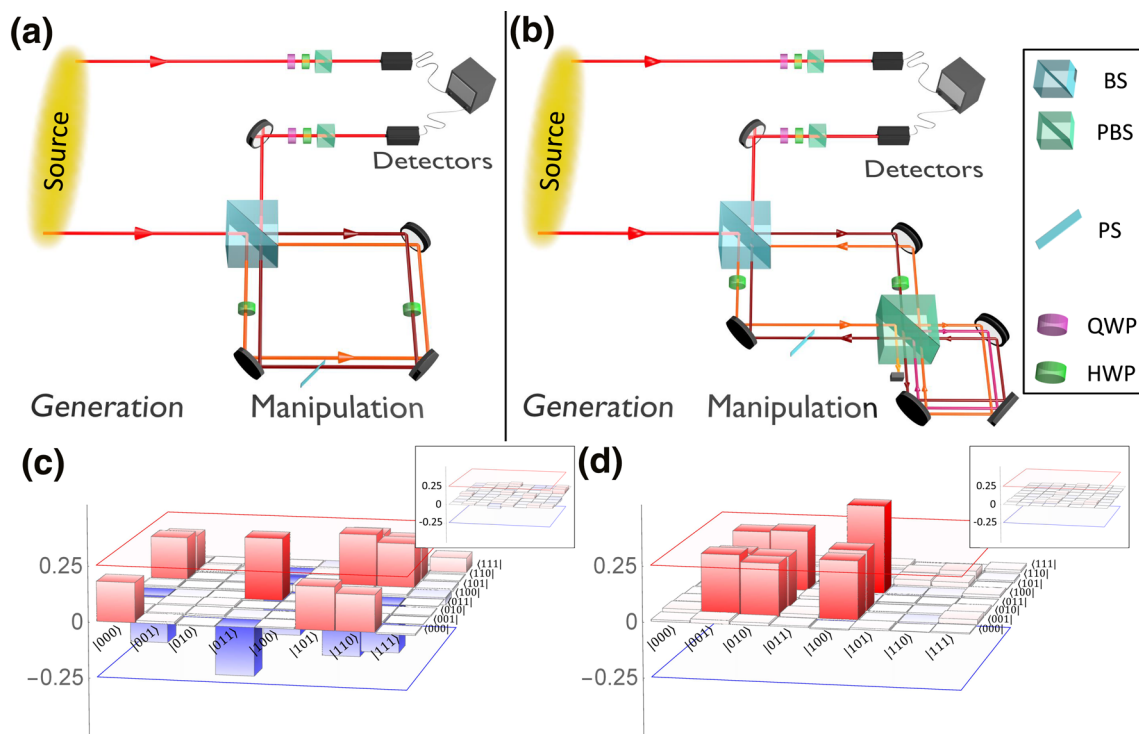 (a)
Source
Detectors
Generation
Manipulation
(b)
Source
Detectors
Generation
Manipulation
BS
PBS
PS
QWP
HWP
(c)
0.25
0
-0.25
0.25
0
−0.25
|000⟩
|001⟩
|010⟩
|011⟩
|100⟩
|101⟩
|110⟩
|111⟩
⟨111|
⟨110|
⟨101|
⟨100|
⟨011|
⟨010|
⟨001|
⟨000|
(d)
0.25
0
-0.25
0.25
0
−0.25
|000⟩
|001⟩
|010⟩
|011⟩
|100⟩
|101⟩
|110⟩
|111⟩
⟨111|
⟨110|
⟨101|
⟨100|
⟨011|
⟨010|
⟨001|
⟨000|